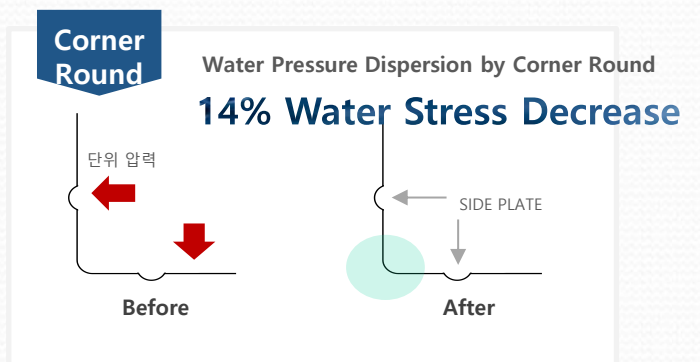 Corner
Round
Water Pressure Dispersion by Corner Round
14% Water Stress Decrease
단위 압력
SIDE PLATE
Before
After